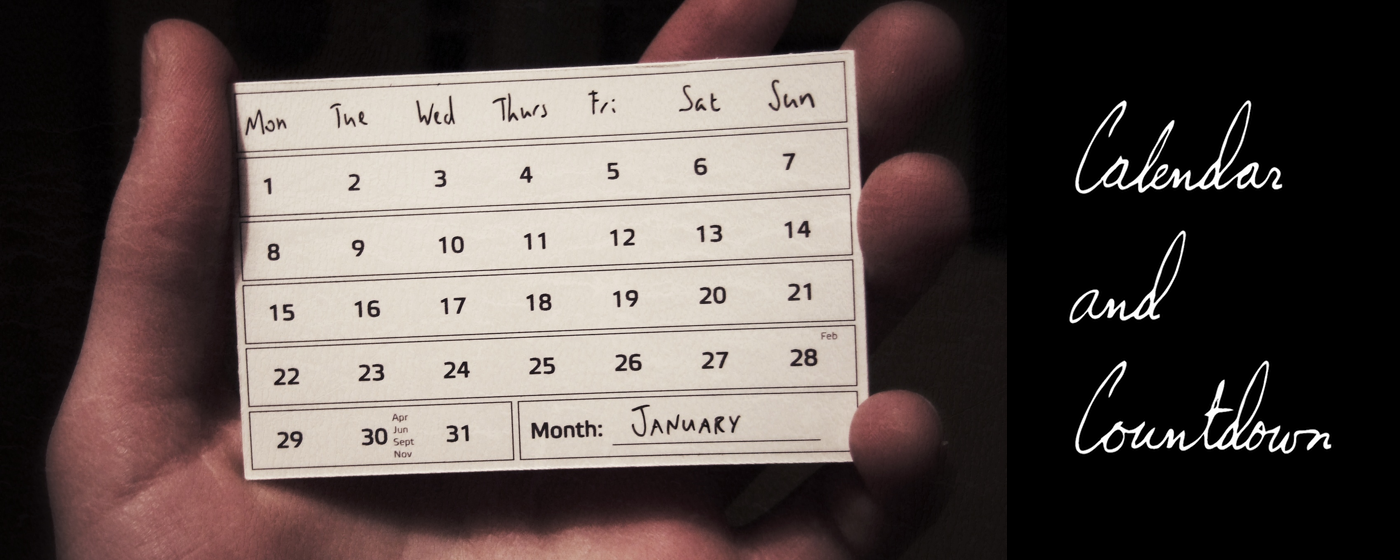 Mon Tue Wed Thurs Fri Sat Sun
1 2 3 4 5 6 7
8 9 10 11 12 13 14
15 16 17 18 19 20 21
22 23 24 25 26 27 28 Feb
29 30 Apr Jun Sept Nov 31 Month: JANUARY
Calendar
and
Countdown